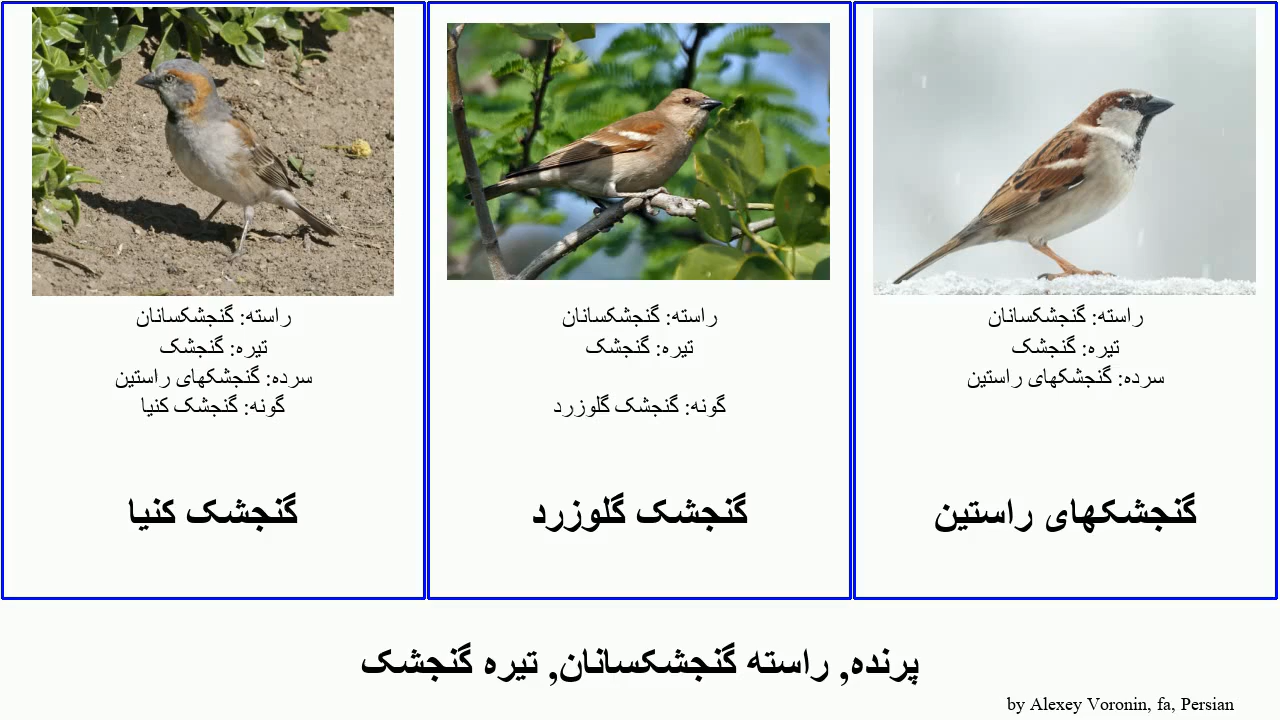 راسته: گنجشکسانان
تیره: گنجشک
سرده: گنجشکهای راستین
گونه: گنجشک کنیا
گنجشک کنیا
راسته: گنجشکسانان
تیره: گنجشک
گونه: گنجشک گلوزرد
گنجشک گلوزرد
راسته: گنجشکسانان
تیره: گنجشک
سرده: گنجشکهای راستین
گنجشکهای راستین
پرنده, راسته گنجشکسانان, تیره گنجشک
by Alexey Voronin, fa, Persian